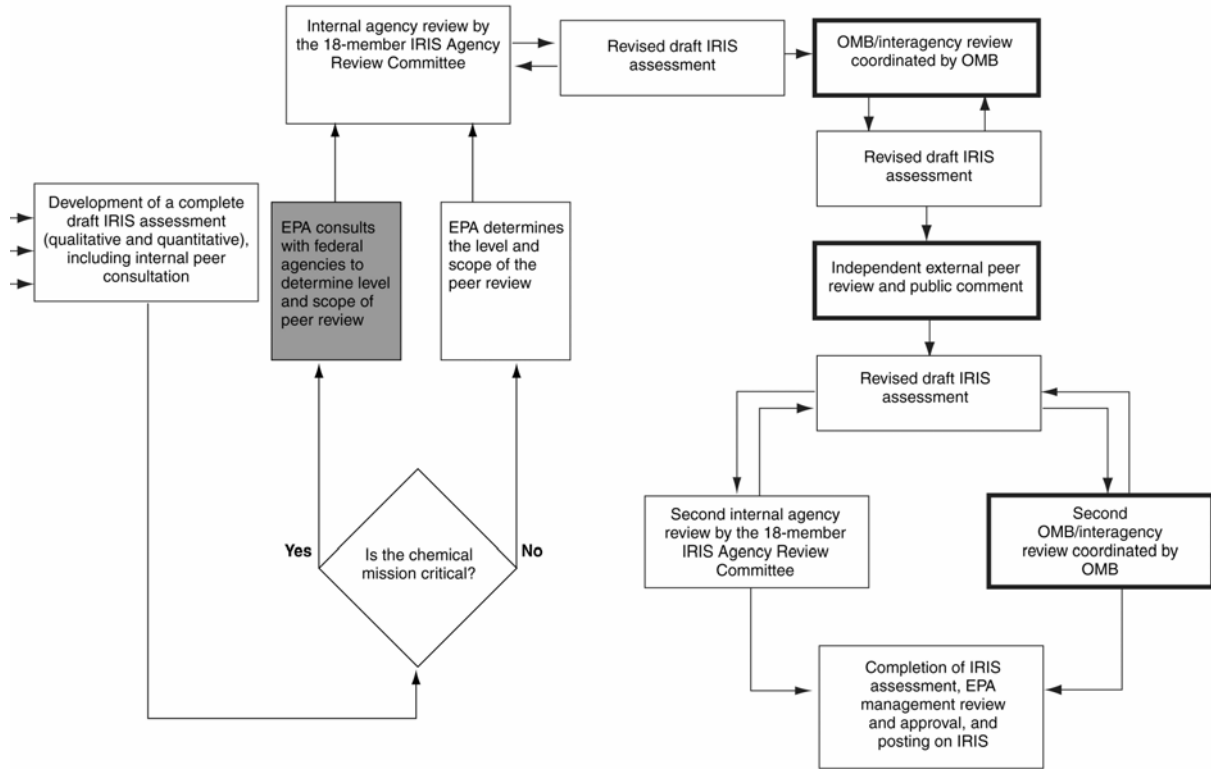 Internal agency review by
the 18-member IRIS Agency
Review Committee
Revised draft IRIS
assessment
OMB/interagency review
coordinated by OMB
Revised draft IRIS
assessment
Development of a complete
draft IRIS assessment
(qualitative and quantitative),
including internal peer
consultation
EPA consults
with federal
agencies to
determine level
and scope of
peer review
EPA determines
the level and
scope of the
peer review
Independent external peer
review and public comment
Revised draft IRIS
assessment
Yes
Is the chemical
mission critical?
No
Second internal agency
review by the 18-member
IRIS Agency Review
Committee
Second
OMB/interagency
review coordinated by
OMB
Completion of IRIS
assessment, EPA
management review
and approval, and
posting on IRIS